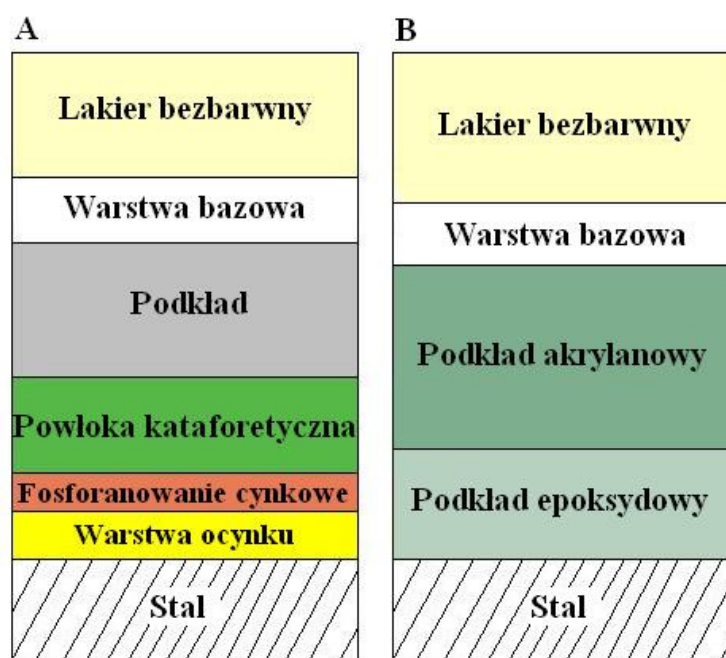 A
Lakier bezbarwny
Warstwa bazowa
Podkład
Powłoka kataforetyczna
Fosforanowanie cynkowe
Warstwa ocynku
Stal
B
Lakier bezbarwny
Warstwa bazowa
Podkład akrylanowy
Podkład epoksydowy
Stal